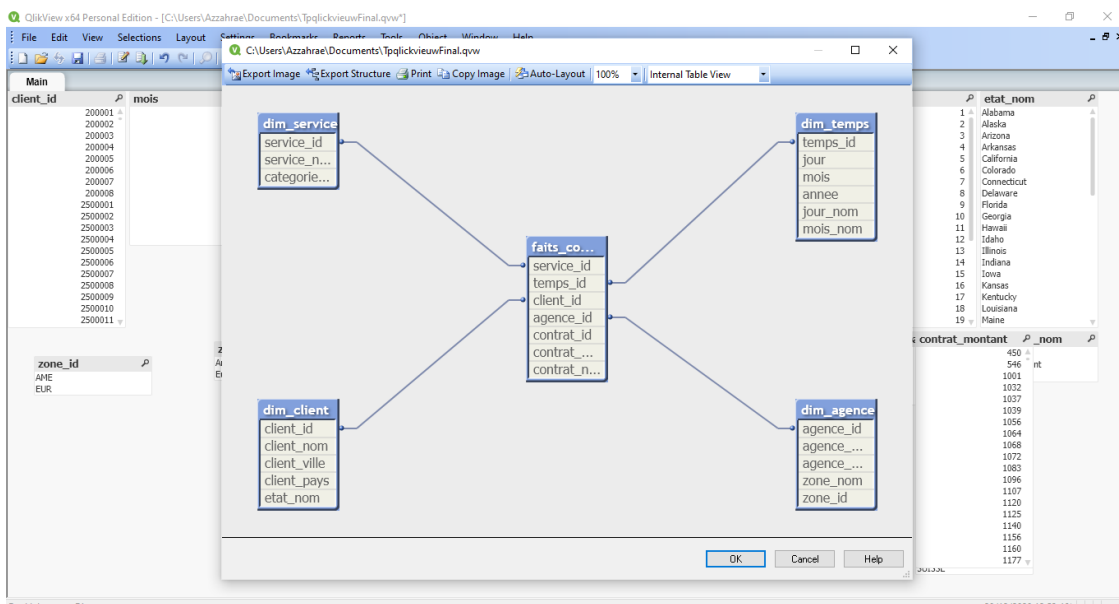 QlikView x64 Personal Edition - [C:\Users\Azzahrae\Documents\TpqlickvieuwFinal.qvw*]
File Edit View Selections Layout Settings Bookmarks Reports Tools Object Window Help
C:\Users\Azzahrae\Documents\TpqlickvieuwFinal.qvw
Export Image Export Structure Print Copy Image Auto-Layout 100% Internal Table View
Main
client_id
200001
200002
200003
200004
200005
200006
200007
200008
2500001
2500002
2500003
2500004
2500005
2500006
2500007
2500008
2500009
2500010
2500011
mois
zone_id
AME
EUR
dim_service
service_id
service_n...
categorie...
dim_temps
temps_id
jour
mois
annee
jour_nom
mois_nom
faits_co...
service_id
temps_id
client_id
agence_id
contrat_id
contrat_...
contrat_n...
dim_client
client_id
client_nom
client_ville
client_pays
etat_nom
dim_agence
agence_id
agence_...
agence_...
zone_nom
zone_id
OK Cancel Help
1
2
3
4
5
6
7
8
9
10
11
12
13
14
15
16
17
18
19
etat_nom
Alabama
Alaska
Arizona
Arkansas
California
Colorado
Connecticut
Delaware
Florida
Georgia
Hawaii
Idaho
Illinois
Indiana
Iowa
Kansas
Kentucky
Louisiana
Maine
contrat_montant _nom
450
546
1001
1032
1037
1039
1056
1064
1068
1072
1083
1096
1107
1120
1125
1140
1156
1160
1177